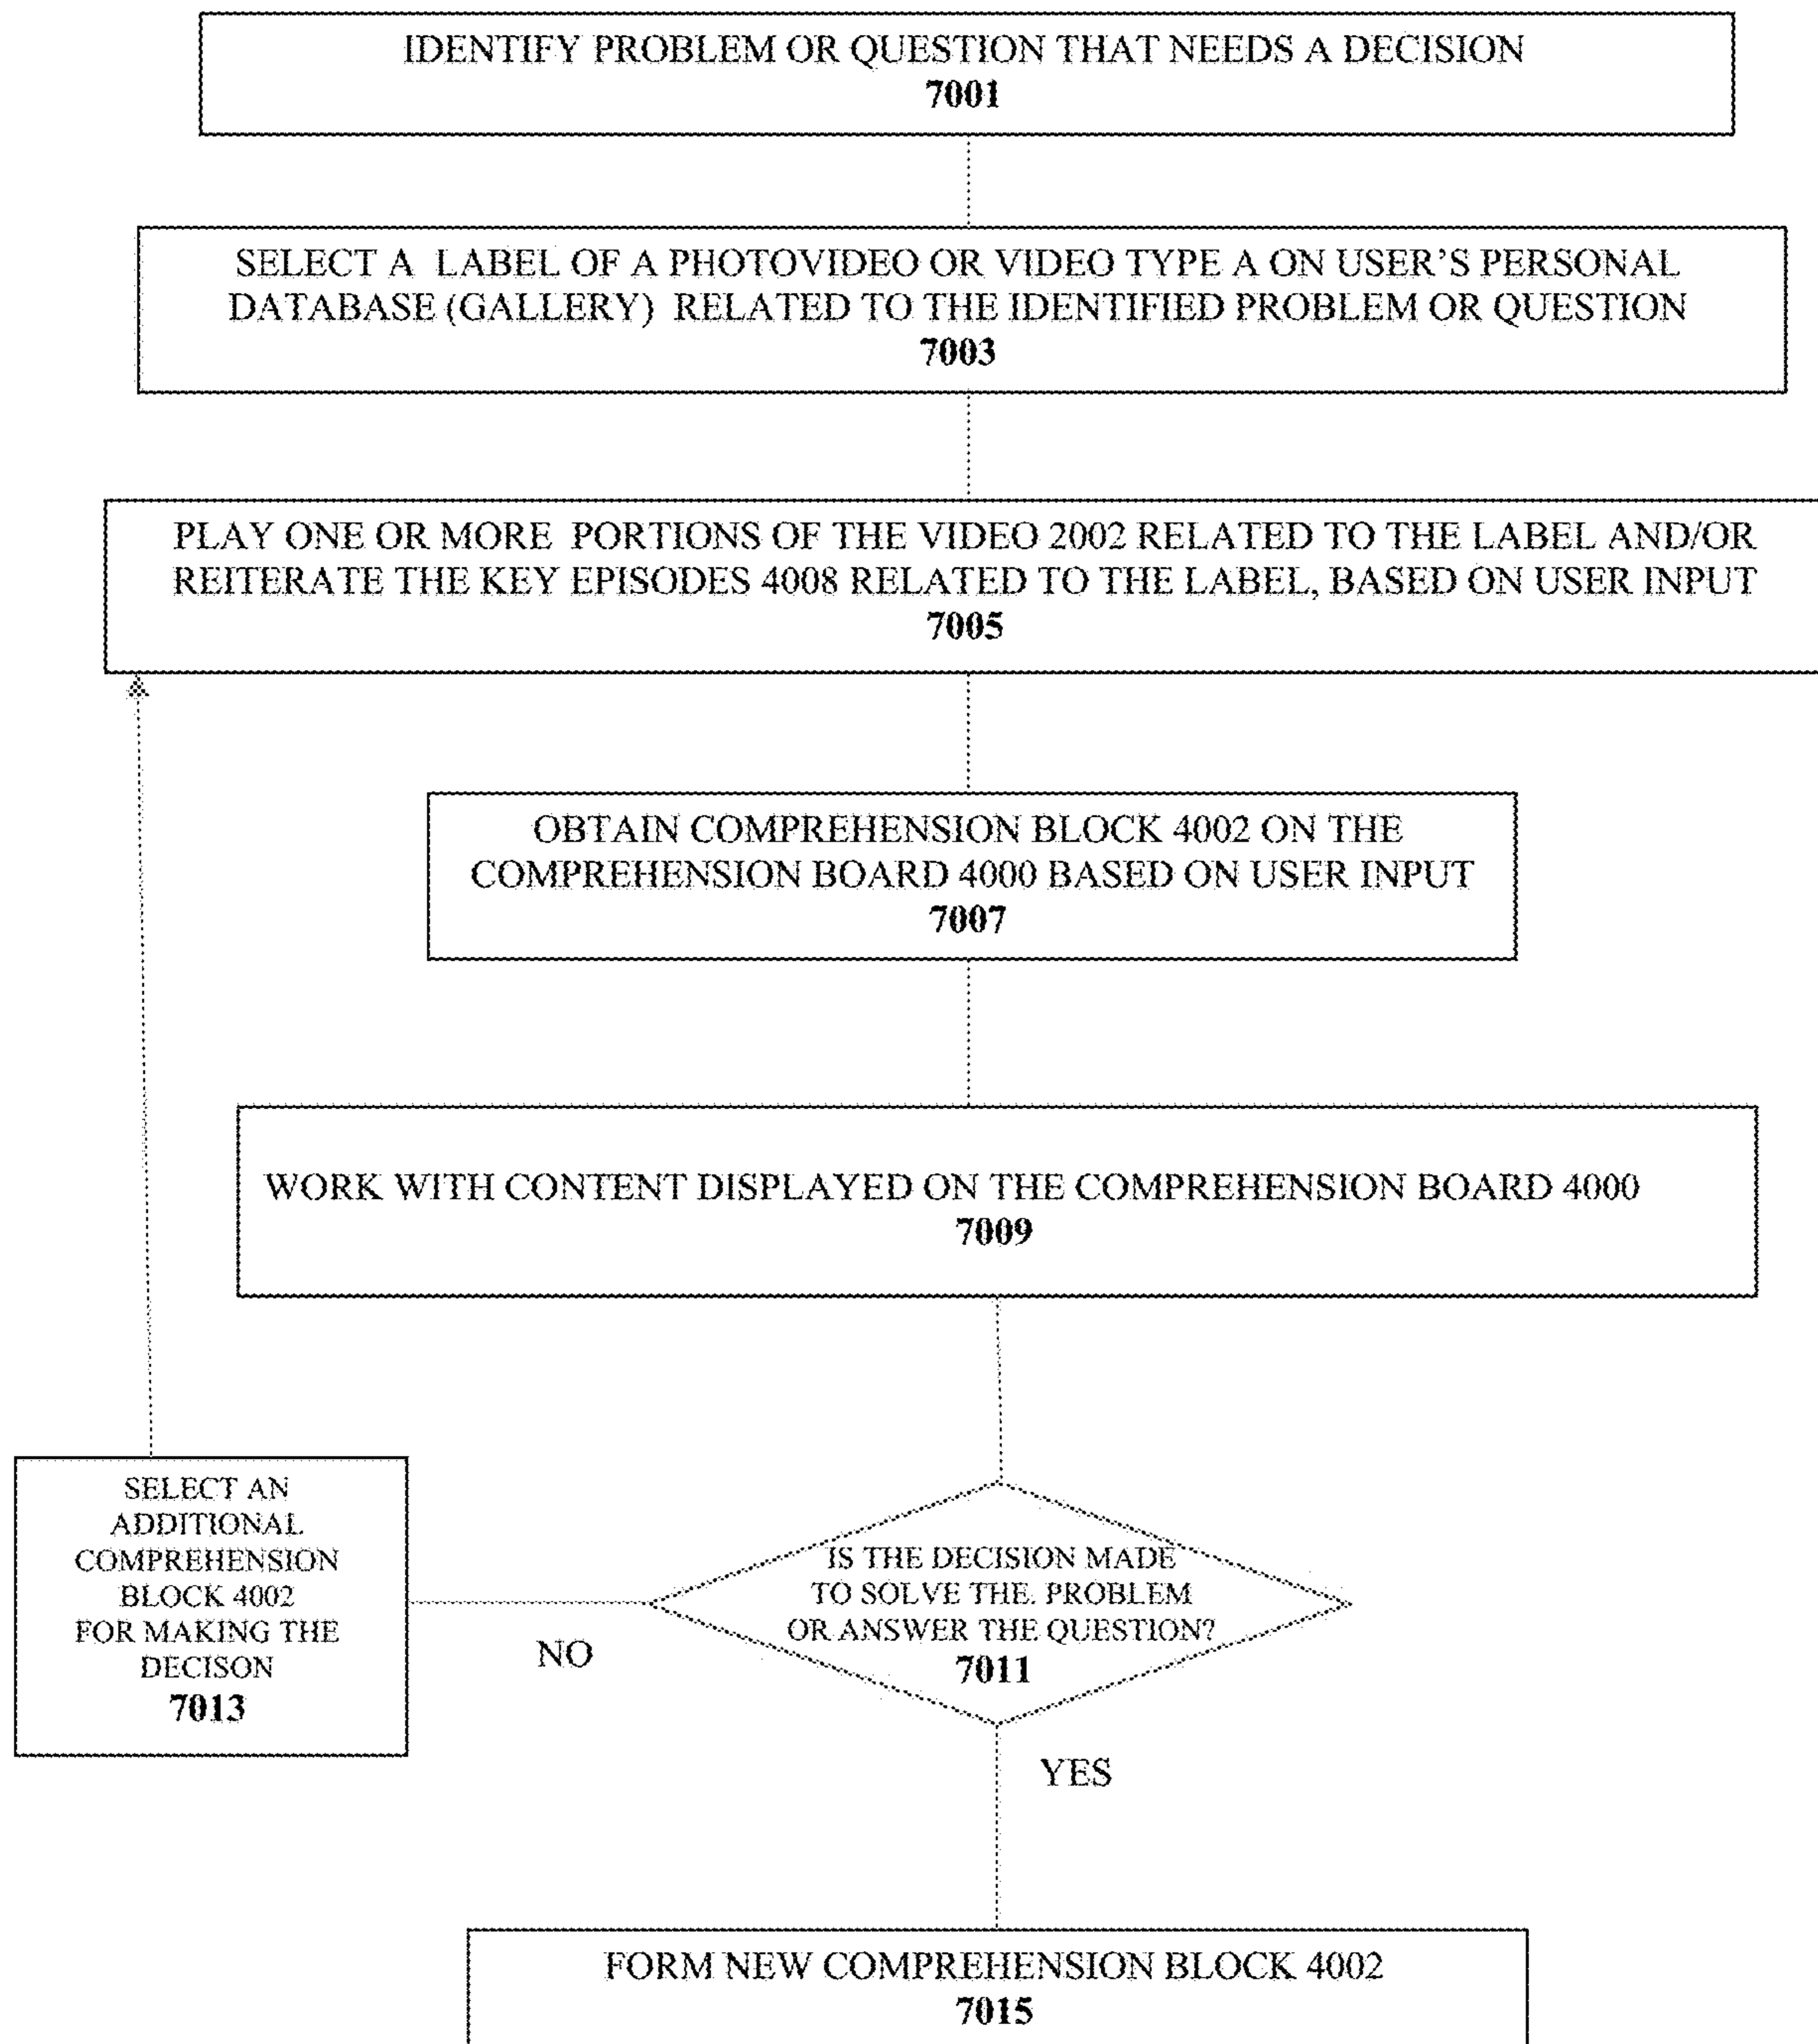 IDENTIFY PROBLEM OR QUESTION THAT NEEDS A DECISION
7001
SELECT A LABEL OF A PHOTOVIDEO OR VIDEO TYPE A ON USER'S PERSONAL
DATABASE (GALLERY) RELATED TO THE IDENTIFIED PROBLEM OR QUESTION
7003
PLAY ONE OR MORE PORTIONS OF THE VIDEO 2002 RELATED TO THE LABEL AND/OR
REITERATE THE KEY EPISODES 4008 RELATED TO THE LABEL, BASED ON USER INPUT
7005
OBTAIN COMPREHENSION BLOCK 4002 ON THE
COMPREHENSION BOARD 4000 BASED ON USER INPUT
7007
WORK WITH CONTENT DISPLAYED ON THE COMPREHENSION BOARD 4000
7009
IS THE DECISION MADE
TO SOLVE THE. PROBLEM
OR ANSWER THE QUESTION?
7011
NO
SELECT AN
ADDITIONAL
COMPREHENSION
BLOCK 4002
FOR MAKING THE
DECISON
7013
YES
FORM NEW COMPREHENSION BLOCK 4002
7015